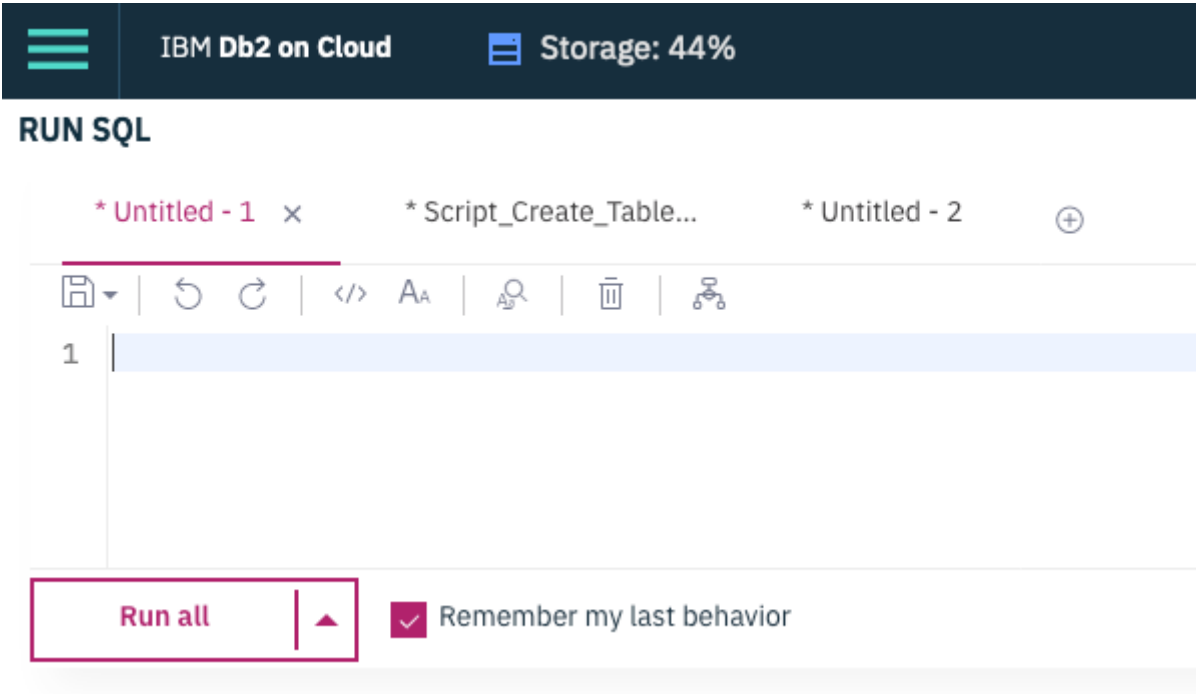 IBM Db2 on Cloud Storage: 44%
RUN SQL
* Untitled - 1 × * Script_Create_Table... * Untitled - 2
</> AA
1
Run all Remember my last behavior